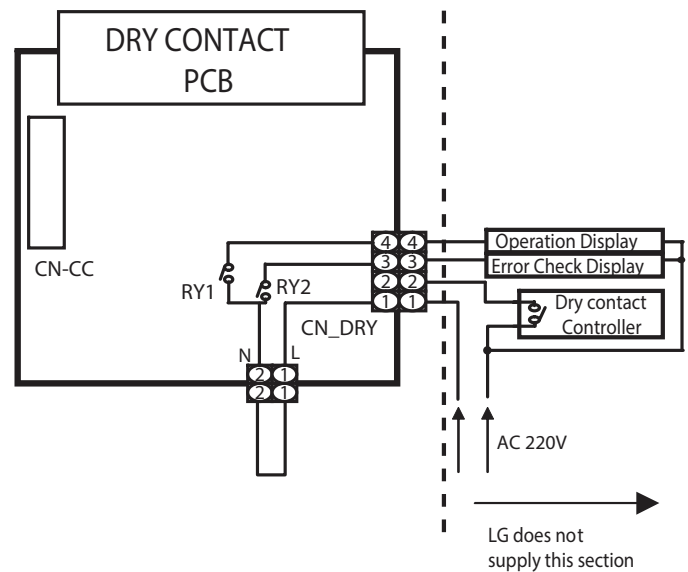 DRY CONTACT
PCB
CN-CC
RY1
RY2
4 4
3 3
2 2
1 1
CN_DRY
N
L
2 1
2 1
Operation Display
Error Check Display
Dry contact
Controller
AC 220V
LG does not
supply this section